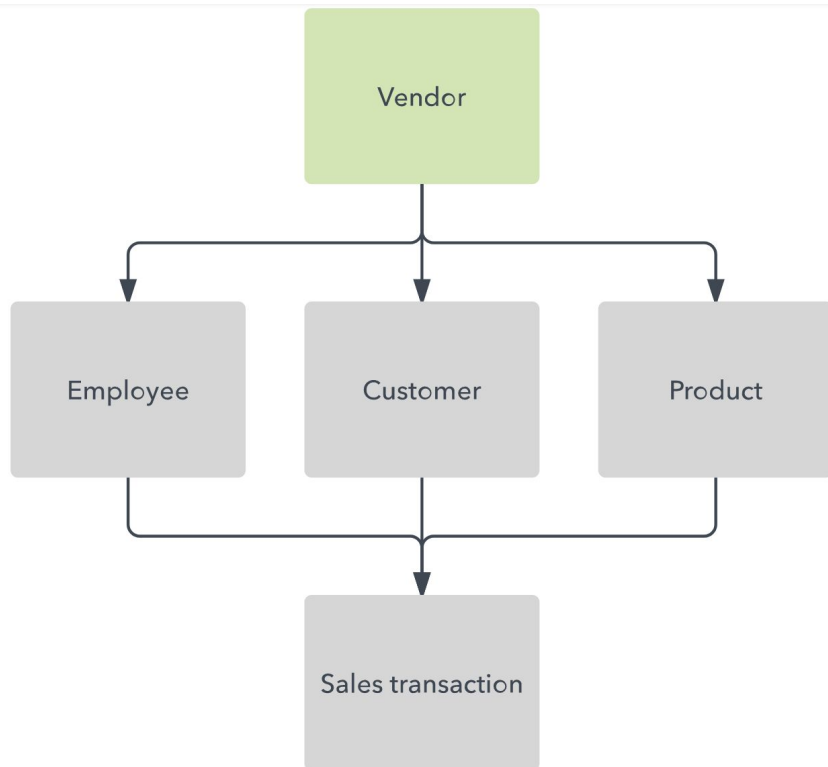 Vendor
Employee
Customer
Product
Sales transaction